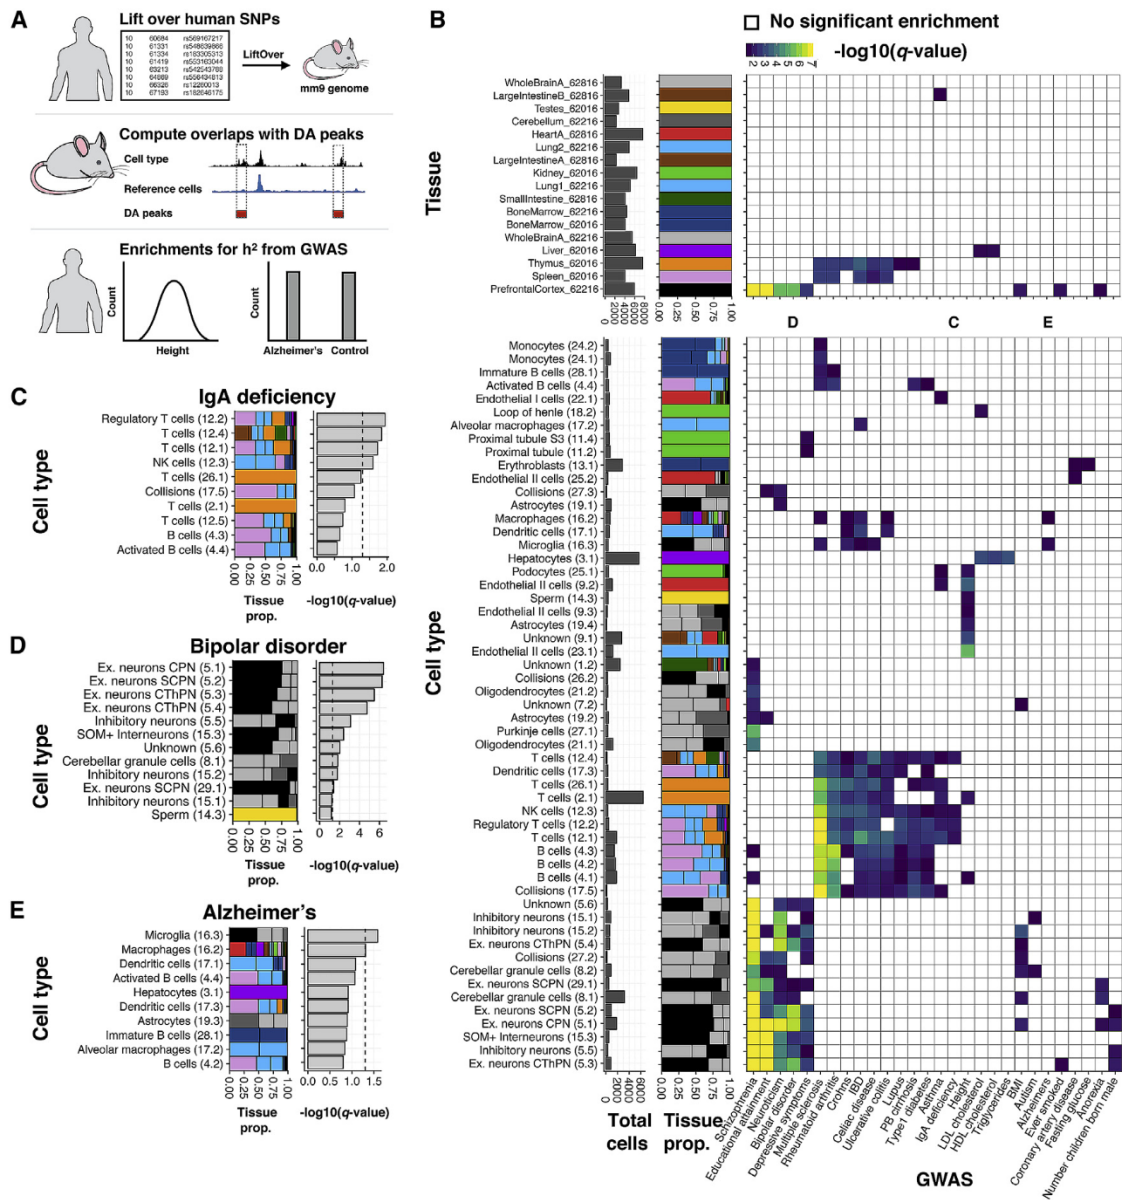 A
Lift over human SNPs
10 60684 rs569167217
10 61331 rs548639866
10 61334 rs183305313
10 61419 rs553163044
10 63213 rs542543788
10 64869 rs556434813
10 66326 rs12260013
10 67193 rs182646175
LiftOver
mm9 genome
Compute overlaps with DA peaks
Cell type
Reference cells
DA peaks
Enrichments for h² from GWAS
Count
Height
Count
Alzheimer's Control
B
No significant enrichment
-log10(q-value)
2 3 4 5 6 7
Tissue
WholeBrainA_62816
LargeIntestineB_62816
Testes_62016
Cerebellum_62216
HeartA_62816
Lung2_62216
LargeIntestineA_62816
Kidney_62016
Lung1_62216
SmallIntestine_62816
BoneMarrow_62216
BoneMarrow_62016
WholeBrainA_62216
Liver_62016
Thymus_62016
Spleen_62016
PrefrontalCortex_62216
0 2000 4000 6000 8000
0.00 0.25 0.50 0.75 1.00
D C E
Cell type
Monocytes (24.2)
Monocytes (24.1)
Immature B cells (28.1)
Activated B cells (4.4)
Endothelial I cells (22.1)
Loop of henle (18.2)
Alveolar macrophages (17.2)
Proximal tubule S3 (11.4)
Proximal tubule (11.2)
Erythroblasts (13.1)
Endothelial II cells (25.2)
Collisions (27.3)
Astrocytes (19.1)
Macrophages (16.2)
Dendritic cells (17.1)
Microglia (16.3)
Hepatocytes (3.1)
Podocytes (25.1)
Endothelial II cells (9.2)
Sperm (14.3)
Endothelial II cells (9.3)
Astrocytes (19.4)
Unknown (9.1)
Endothelial II cells (23.1)
Unknown (1.2)
Collisions (26.2)
Oligodendrocytes (21.2)
Unknown (7.2)
Astrocytes (19.2)
Purkinje cells (27.1)
Oligodendrocytes (21.1)
T cells (12.4)
Dendritic cells (17.3)
T cells (26.1)
T cells (2.1)
NK cells (12.3)
Regulatory T cells (12.2)
T cells (12.1)
B cells (4.3)
B cells (4.2)
B cells (4.1)
Collisions (17.5)
Unknown (5.6)
Inhibitory neurons (15.1)
Inhibitory neurons (15.2)
Ex. neurons CThPN (5.4)
Collisions (27.2)
Cerebellar granule cells (8.2)
Ex. neurons SCPN (29.1)
Cerebellar granule cells (8.1)
Ex. neurons SCPN (5.2)
Ex. neurons CPN (5.1)
SOM+ Interneurons (15.3)
Inhibitory neurons (5.5)
Ex. neurons CThPN (5.3)
0 2000 4000 6000 8000
0.00 0.25 0.50 0.75 1.00
Total cells
Tissue prop.
Schizophrenia
Educational attainment
Neuroticism
Bipolar disorder
Depressive symptoms
Multiple sclerosis
Rheumatoid arthritis
Crohns
IBD
Celiac disease
Ulcerative colitis
Lupus
PB cirrhosis
Type1 diabetes
Asthma
IgA deficiency
Height
LDL cholesterol
HDL cholesterol
Triglycerides
BMI
Autism
Alzheimers
Ever smoked
Coronary artery disease
Fasting glucose
Anorexia
Number children born male
GWAS
C
IgA deficiency
Cell type
Regulatory T cells (12.2)
T cells (12.4)
T cells (12.1)
NK cells (12.3)
T cells (26.1)
Collisions (17.5)
T cells (2.1)
T cells (12.5)
B cells (4.3)
Activated B cells (4.4)
0.00 0.25 0.50 0.75 1.00
0.0 0.5 1.0 1.5 2.0
Tissue prop.
-log10(q-value)
D
Bipolar disorder
Cell type
Ex. neurons CPN (5.1)
Ex. neurons SCPN (5.2)
Ex. neurons CThPN (5.3)
Ex. neurons CThPN (5.4)
Inhibitory neurons (5.5)
SOM+ Interneurons (15.3)
Unknown (5.6)
Cerebellar granule cells (8.1)
Inhibitory neurons (15.2)
Ex. neurons SCPN (29.1)
Inhibitory neurons (15.1)
Sperm (14.3)
0.00 0.25 0.50 0.75 1.00
0 2 4 6
Tissue prop.
-log10(q-value)
E
Alzheimer's
Cell type
Microglia (16.3)
Macrophages (16.2)
Dendritic cells (17.1)
Activated B cells (4.4)
Hepatocytes (3.1)
Dendritic cells (17.3)
Astrocytes (19.3)
Immature B cells (28.1)
Alveolar macrophages (17.2)
B cells (4.2)
0.00 0.25 0.50 0.75 1.00
0.0 0.5 1.0 1.5
Tissue prop.
-log10(q-value)